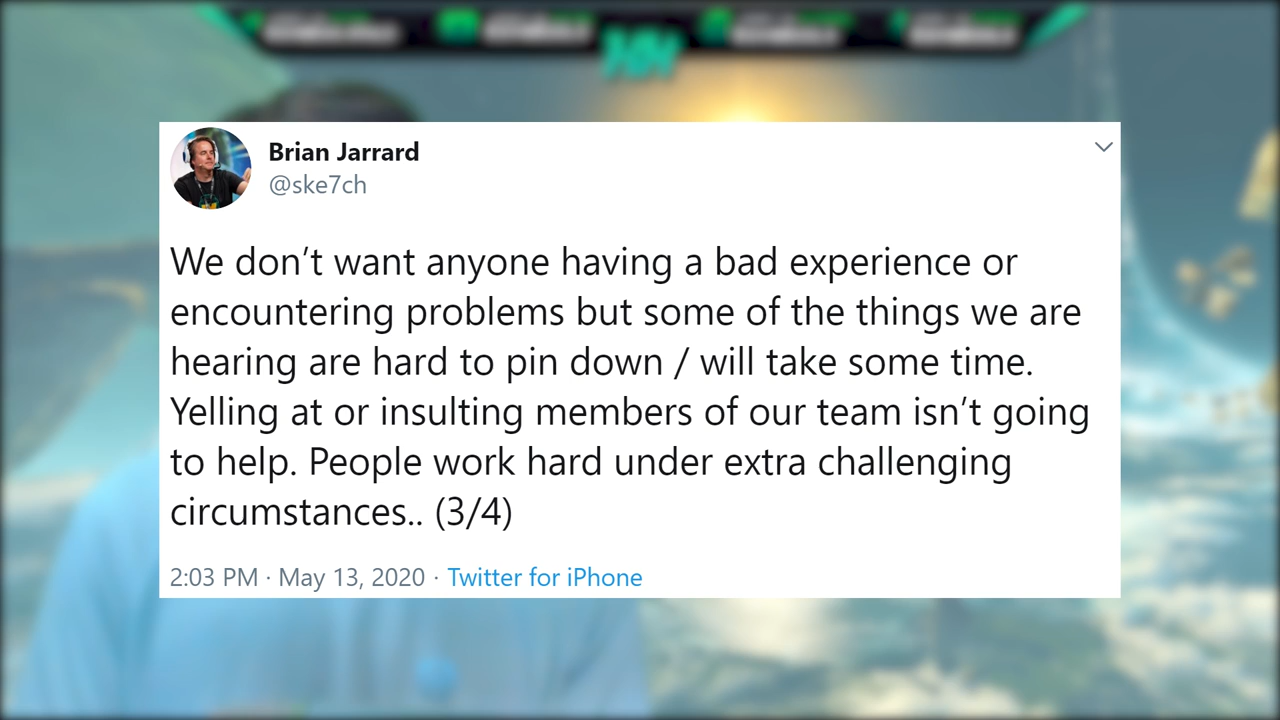 Brian Jarrard
@ske7ch
We don’t want anyone having a bad experience or
encountering problems but some of the things we are
hearing are hard to pin down / will take some time.
Yelling at or insulting members of our team isn’t going
to help. People work hard under extra challenging
circumstances.. (3/4)
2:03 PM · May 13, 2020 · Twitter for iPhone